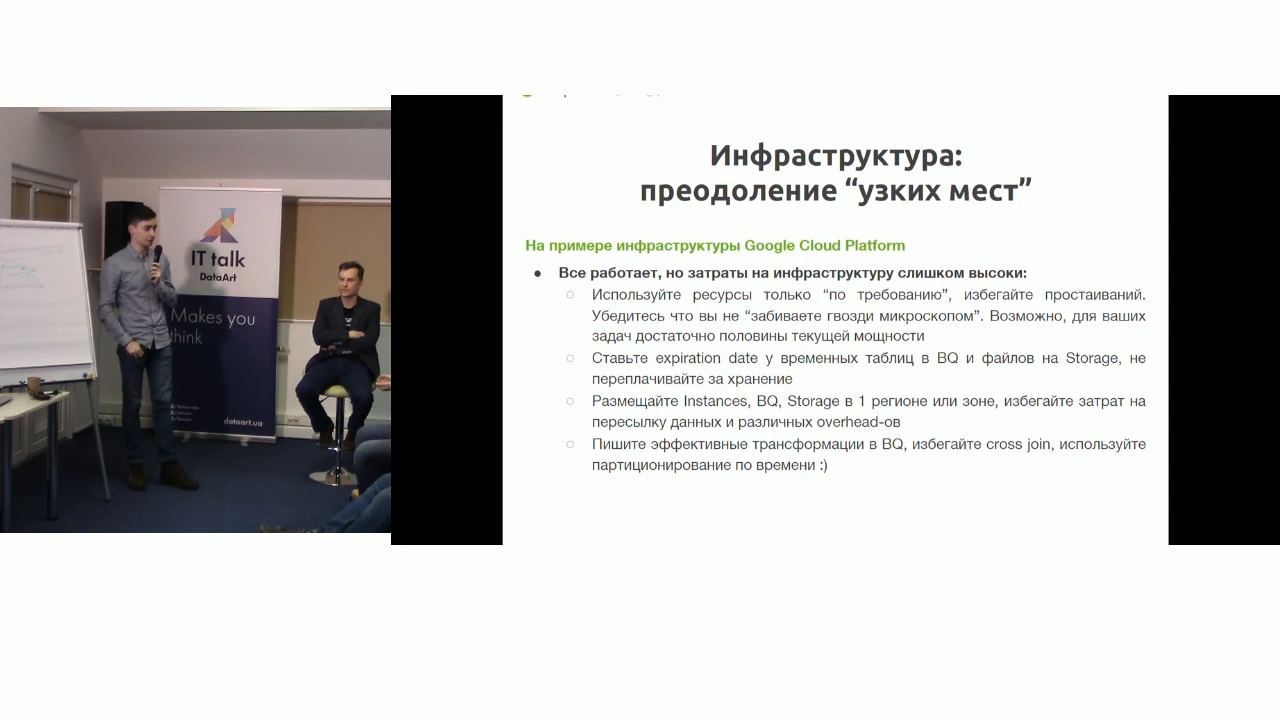 IT talk
DataArt
Makes you
think
dataart.ua
Инфраструктура:
преодоление “узких мест”
На примере инфраструктуры Google Cloud Platform
● Все работает, но затраты на инфраструктуру слишком высоки:
○ Используйте ресурсы только “по требованию”, избегайте простаиваний.
Убедитесь что вы не “забиваете гвозди микроскопом”. Возможно, для ваших
задач достаточно половины текущей мощности
○ Ставьте expiration date у временных таблиц в BQ и файлов на Storage, не
переплачивайте за хранение
○ Размещайте Instances, BQ, Storage в 1 регионе или зоне, избегайте затрат на
пересылку данных и различных overhead-ов
○ Пишите эффективные трансформации в BQ, избегайте cross join, используйте
партиционирование по времени :)